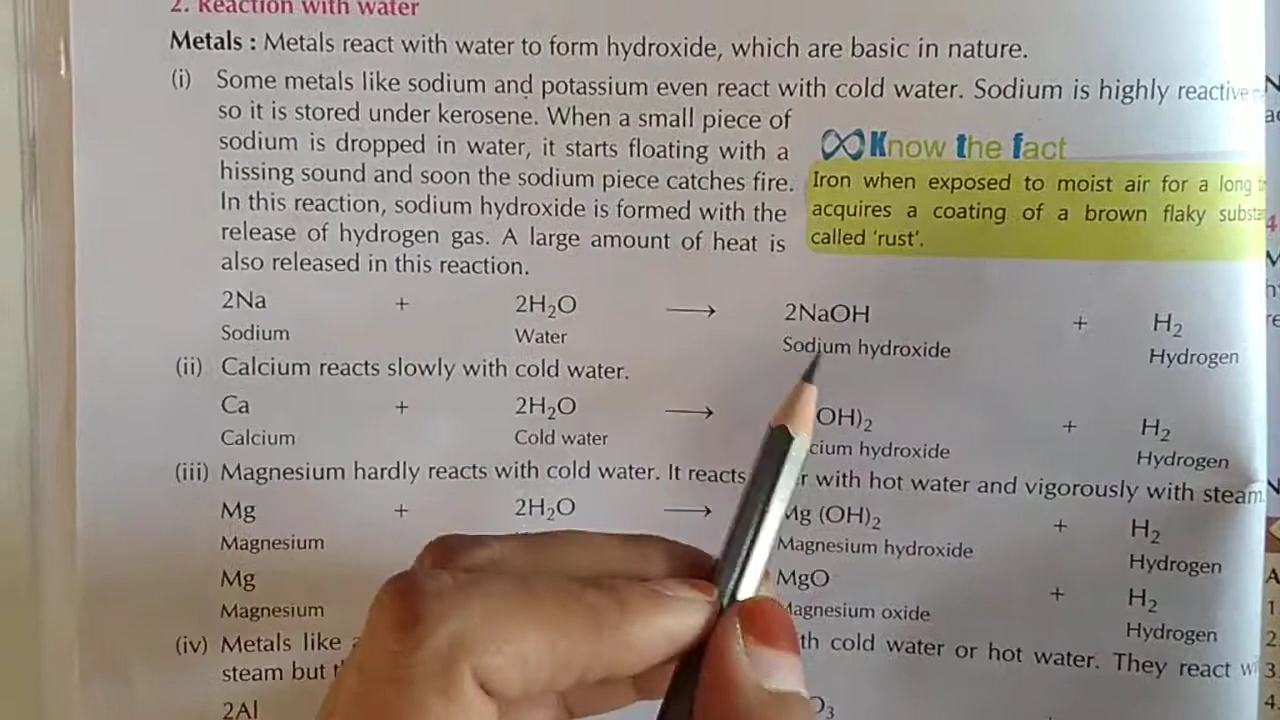 2. Reaction with water
Metals : Metals react with water to form hydroxide, which are basic in nature.
(i) Some metals like sodium and potassium even react with cold water. Sodium is highly reactive
so it is stored under kerosene. When a small piece of
sodium is dropped in water, it starts floating with a
hissing sound and soon the sodium piece catches fire.
In this reaction, sodium hydroxide is formed with the
release of hydrogen gas. A large amount of heat is
also released in this reaction.
Know the fact
Iron when exposed to moist air for a long
acquires a coating of a brown flaky
called ‘rust’.
2Na + 2H₂O ⟶ 2NaOH + H₂
Sodium Water Sodium hydroxide Hydrogen
(ii) Calcium reacts slowly with cold water.
Ca + 2H₂O ⟶ OH)₂ + H₂
Calcium Cold water cium hydroxide Hydrogen
(iii) Magnesium hardly reacts with cold water. It reacts r with hot water and vigorously with steam
Mg + 2H₂O ⟶ Mg (OH)₂ + H₂
Magnesium Magnesium hydroxide Hydrogen
Mg MgO + H₂
Magnesium Magnesium oxide Hydrogen
(iv) Metals like th cold water or hot water. They react
steam but
2Al O₃